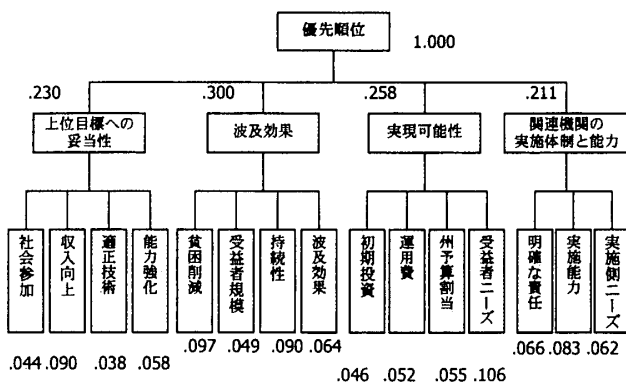 優先順位
1.000
.230
.300
.258
.211
上位目標への
妥当性
波及効果
実現可能性
関連機関の
実施体制と能力
社会参加
収入向上
適正技術
能力強化
貧困削減
受益者規模
持続性
波及効果
初期投資
運用費
州予算割当
受益者ニーズ
明確な責任
実施能力
実施側ニーズ
.044
.090
.038
.058
.097
.049
.090
.064
.046
.052
.055
.106
.066
.083
.062